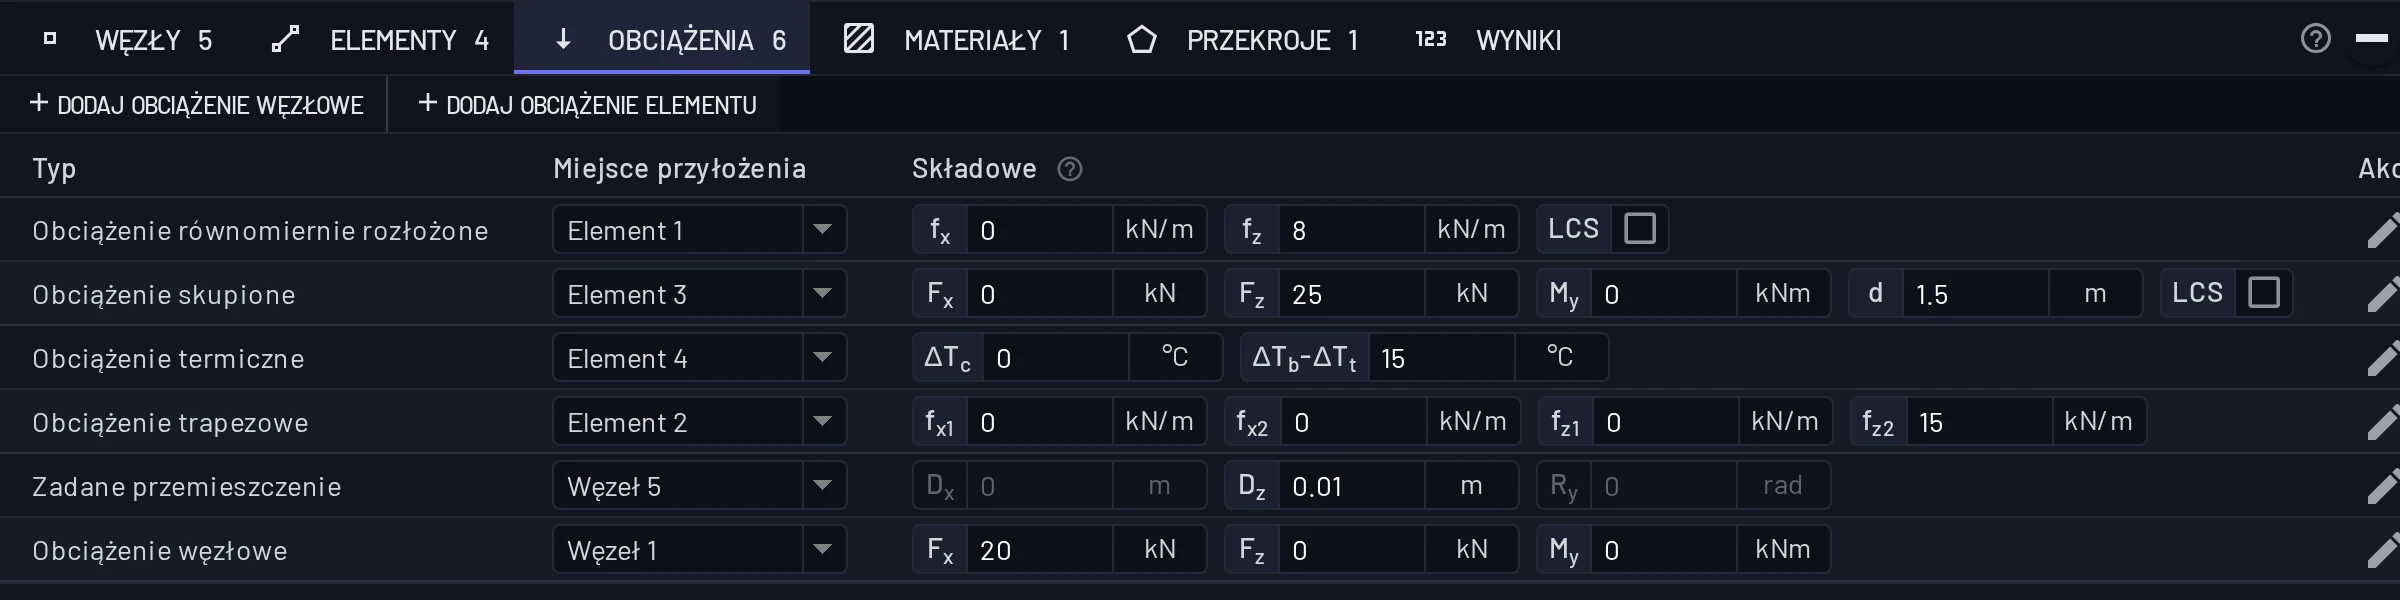 WĘZŁY 5 ELEMENTY 4 OBCIĄŻENIA 6 MATERIAŁY 1 PRZEKROJE 1 123 WYNIKI ?
+ DODAJ OBCIĄŻENIE WĘZŁOWE + DODAJ OBCIĄŻENIE ELEMENTU
Typ Miejsce przyłożenia Składowe ? Akc
Obciążenie równomiernie rozłożone Element 1 fx 0 kN/m fz 8 kN/m LCS
Obciążenie skupione Element 3 Fx 0 kN Fz 25 kN My 0 kNm d 1.5 m LCS
Obciążenie termiczne Element 4 ΔTc 0 °C ΔTb-ΔTt 15 °C
Obciążenie trapezowe Element 2 fx1 0 kN/m fx2 0 kN/m fz1 0 kN/m fz2 15 kN/m
Zadane przemieszczenie Węzeł 5 Dx 0 m Dz 0.01 m Ry 0 rad
Obciążenie węzłowe Węzeł 1 Fx 20 kN Fz 0 kN My 0 kNm